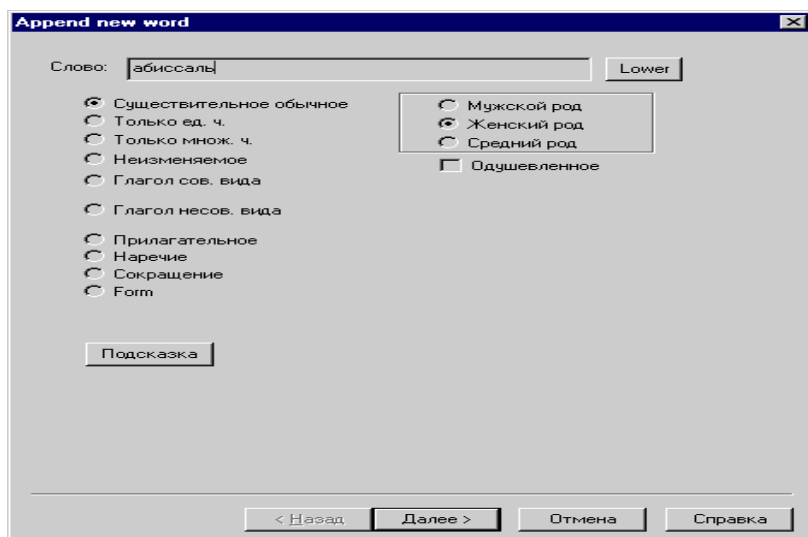 Append new word
Слово: абиссаль Lower
Существительное обычное
Только ед. ч.
Только множ. ч.
Неизменяемое
Глагол сов. вида
Глагол несов. вида
Прилагательное
Наречие
Сокращение
Form
Мужской род
Женский род
Средний род
Одушевленное
Подсказка
< Назад Далее > Отмена Справка